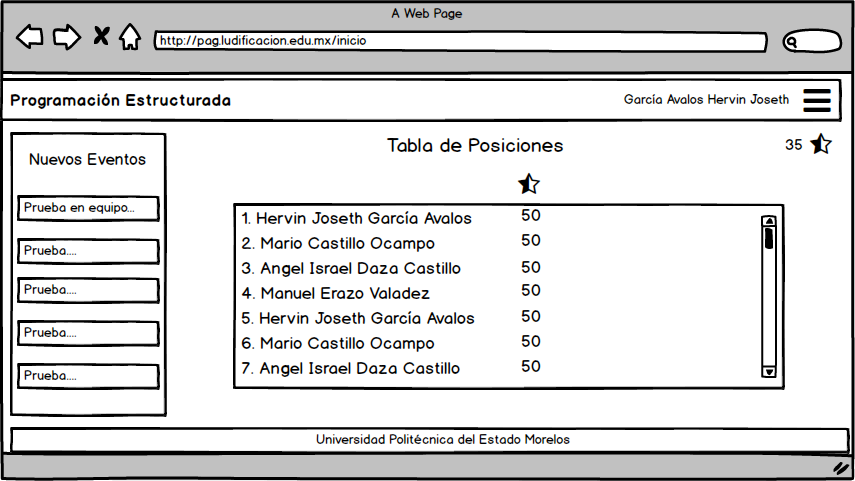 A Web Page
http://pag.ludificacion.edu.mx/inicio
Programación Estructurada
García Avalos Hervin Joseth
Nuevos Eventos
Prueba en equipo...
Prueba....
Prueba....
Prueba....
Prueba....
Tabla de Posiciones
35
1. Hervin Joseth García Avalos 50
2. Mario Castillo Ocampo 50
3. Angel Israel Daza Castillo 50
4. Manuel Erazo Valadez 50
5. Hervin Joseth García Avalos 50
6. Mario Castillo Ocampo 50
7. Angel Israel Daza Castillo 50
Universidad Politécnica del Estado Morelos